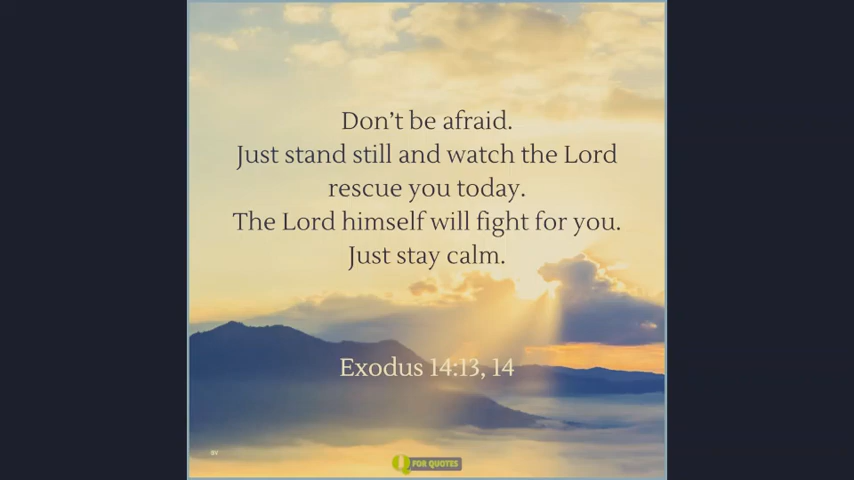 Don't be afraid.
Just stand still and watch the Lord
rescue you today.
The Lord himself will fight for you.
Just stay calm.
Exodus 14:13, 14
Q FOR QUOTES